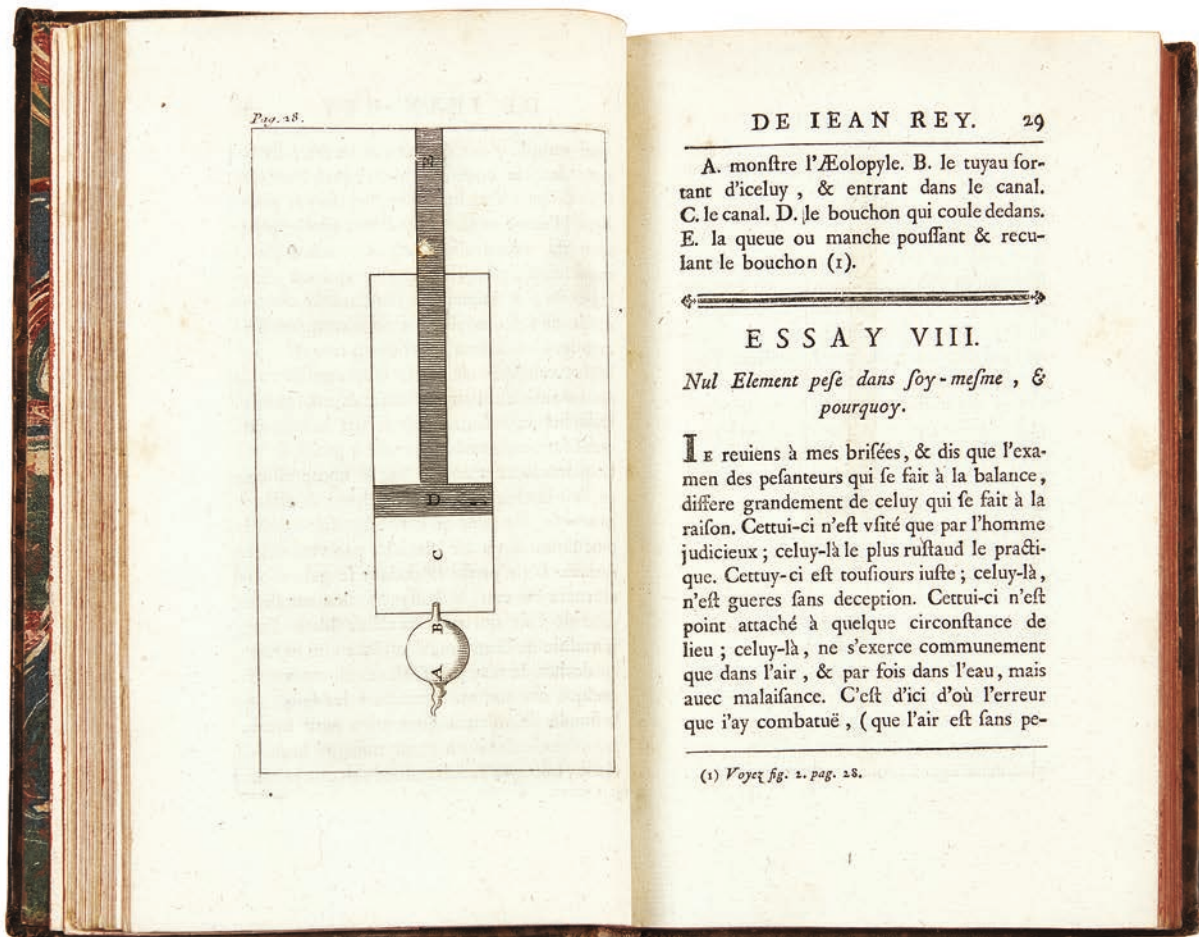 Pag. 28.
E
D
C
B
A
DE IEAN REY. 29
A. monſtre l'Æolopyle. B. le tuyau ſor-
tant d'iceluy , & entrant dans le canal.
C. le canal. D. le bouchon qui coule dedans.
E. la queue ou manche pouſſant & recu-
lant le bouchon (1).
ESSAY VIII.
Nul Element peſe dans ſoy-meſme , &
pourquoy.
IE reuiens à mes briſées, & dis que l'exa-
men des peſanteurs qui ſe fait à la balance,
differe grandement de celuy qui ſe fait à la
raiſon. Cettui-ci n'eſt vſité que par l'homme
judicieux ; celuy-là le plus ruſtaud le practi-
que. Cettuy-ci eſt touſiours iuſte ; celuy-là,
n'eſt gueres ſans deception. Cettui-ci n'eſt
point attaché à quelque circonſtance de
lieu ; celuy-là, ne s'exerce communement
que dans l'air , & par fois dans l'eau, mais
auec malaiſance. C'eſt d'ici d'où l'erreur
que i'ay combatuë , (que l'air eſt ſans pe-
(1) Voyez fig. 2. pag. 28.